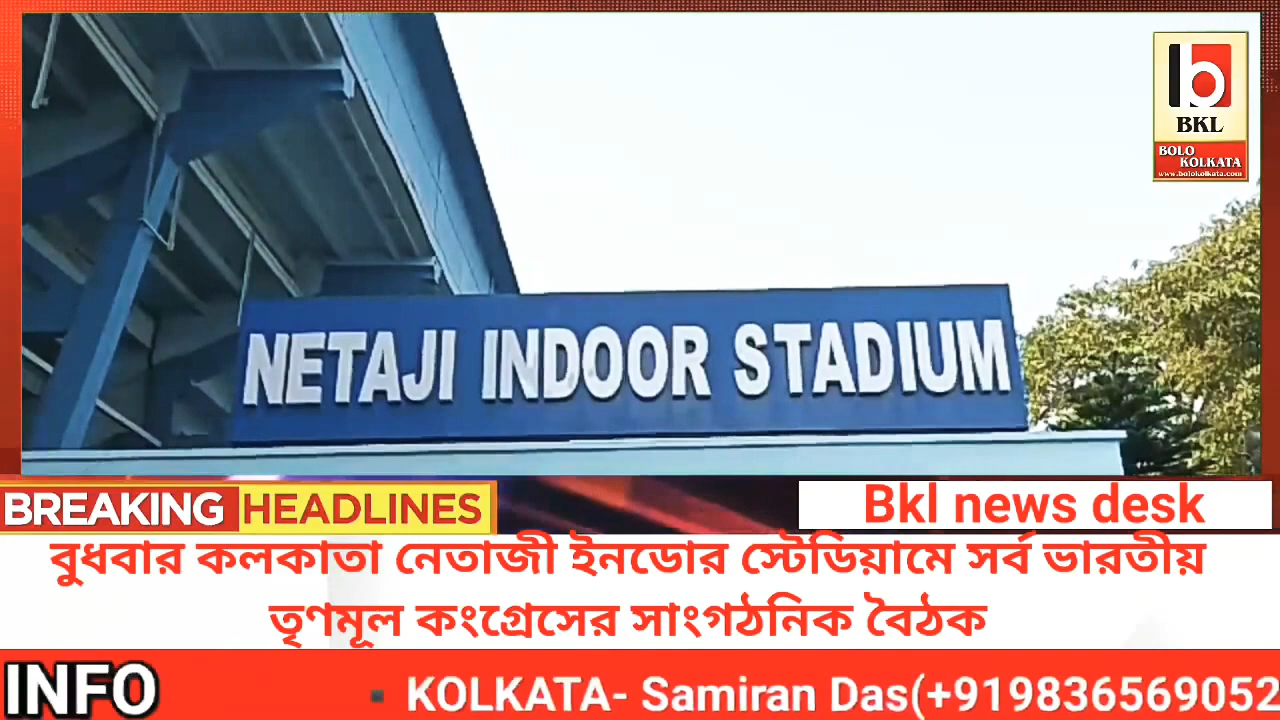 b
BKL
BOLO
KOLKATA
www.bolokolkata.com
NETAJI INDOOR STADIUM
BREAKING HEADLINES
Bkl news desk
বুধবার কলকাতা নেতাজী ইনডোর স্টেডিয়ামে সর্ব ভারতীয়
তৃণমূল কংগ্রেসের সাংগঠনিক বৈঠক
INFO
▪ KOLKATA- Samiran Das(+919836569052